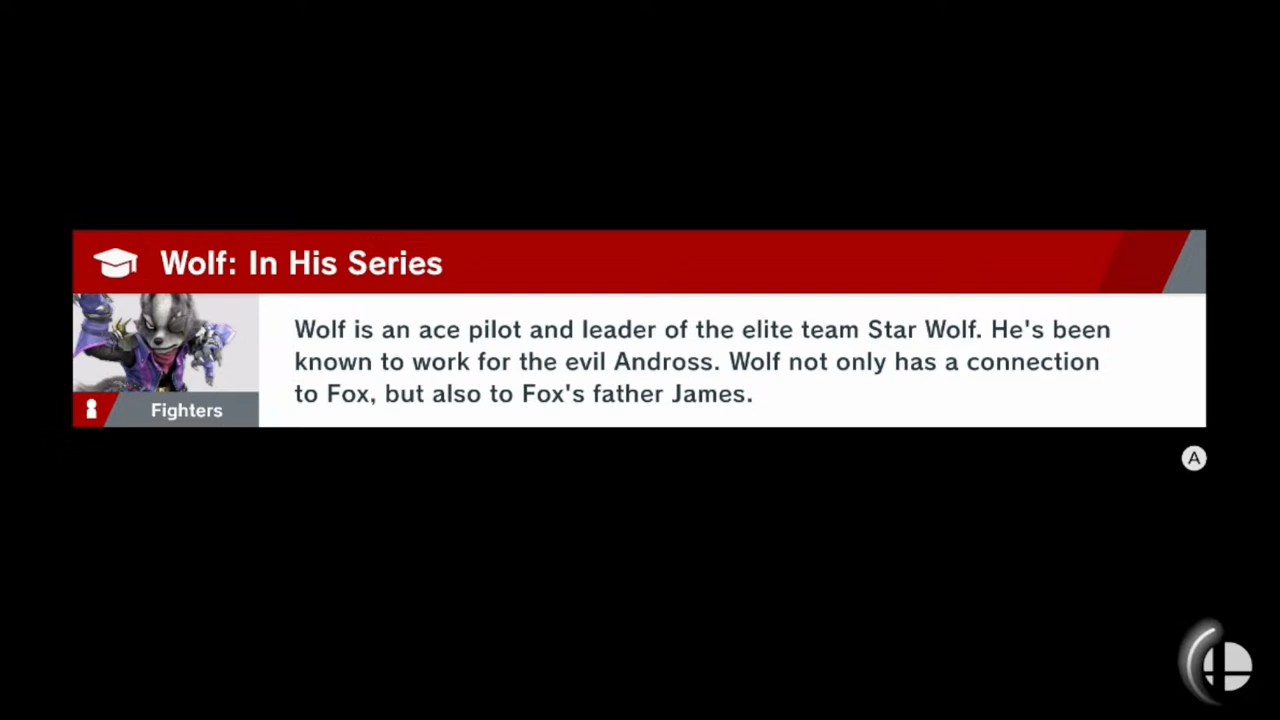 Wolf: In His Series
Wolf is an ace pilot and leader of the elite team Star Wolf. He's been
known to work for the evil Andross. Wolf not only has a connection
to Fox, but also to Fox's father James.
Fighters
A